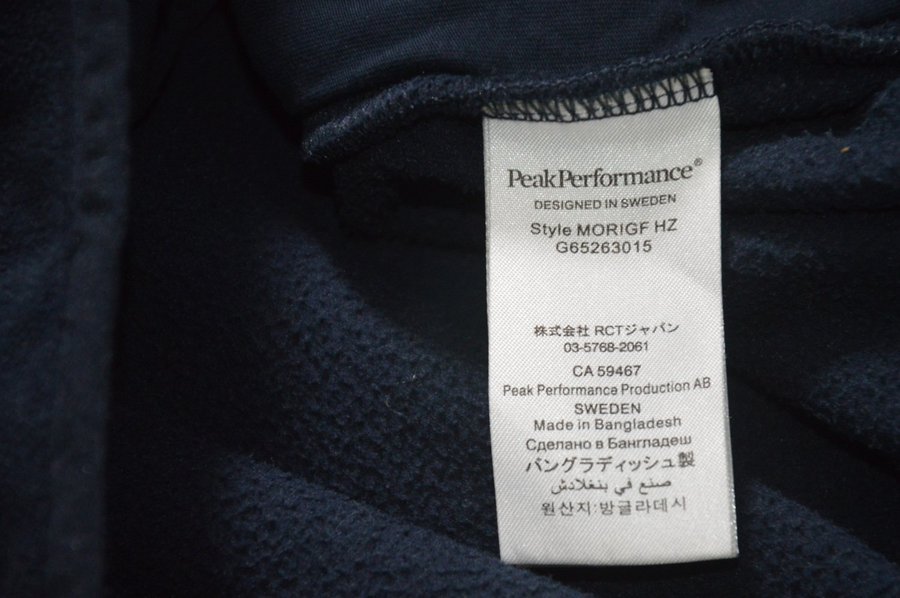 PeakPerformance®
DESIGNED IN SWEDEN
Style MORIGF HZ
G65263015
株式会社 RCTジャパン
03-5768-2061
CA 59467
Peak Performance Production AB
SWEDEN
Made in Bangladesh
Сделано в Бангладеш
バングラディッシュ製
صنع في بنغلادش
원산지:방글라데시